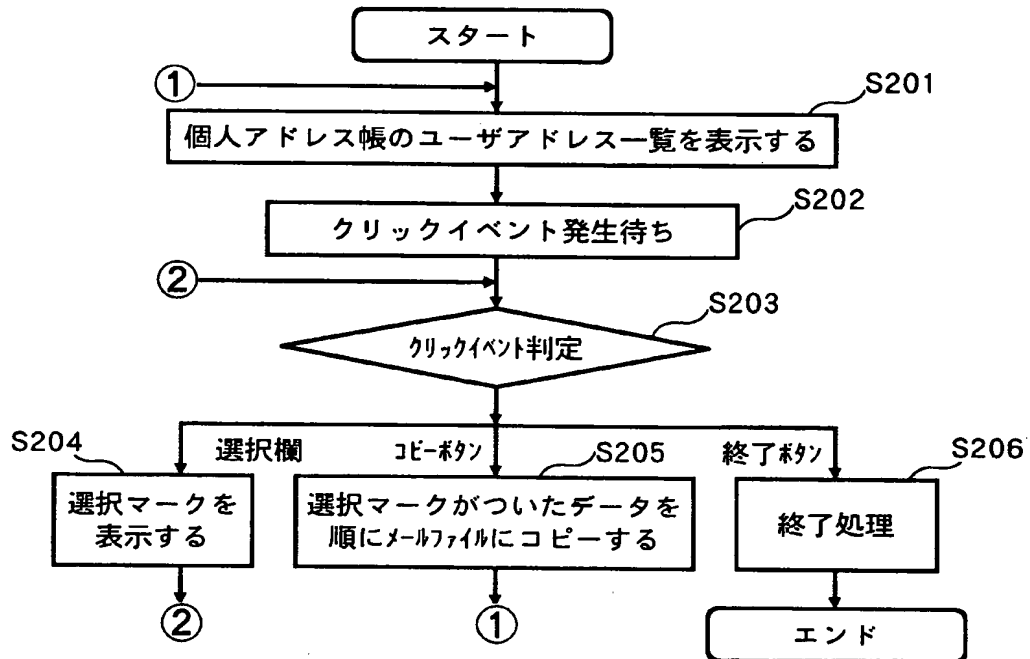 スタート
①
S201
個人アドレス帳のユーザアドレス一覧を表示する
S202
クリックイベント発生待ち
②
S203
クリックイベント判定
S204
選択欄
コピーボタン
S205
終了ボタン
S206
選択マークを
表示する
選択マークがついたデータを
順にメールファイルにコピーする
終了処理
②
①
エンド